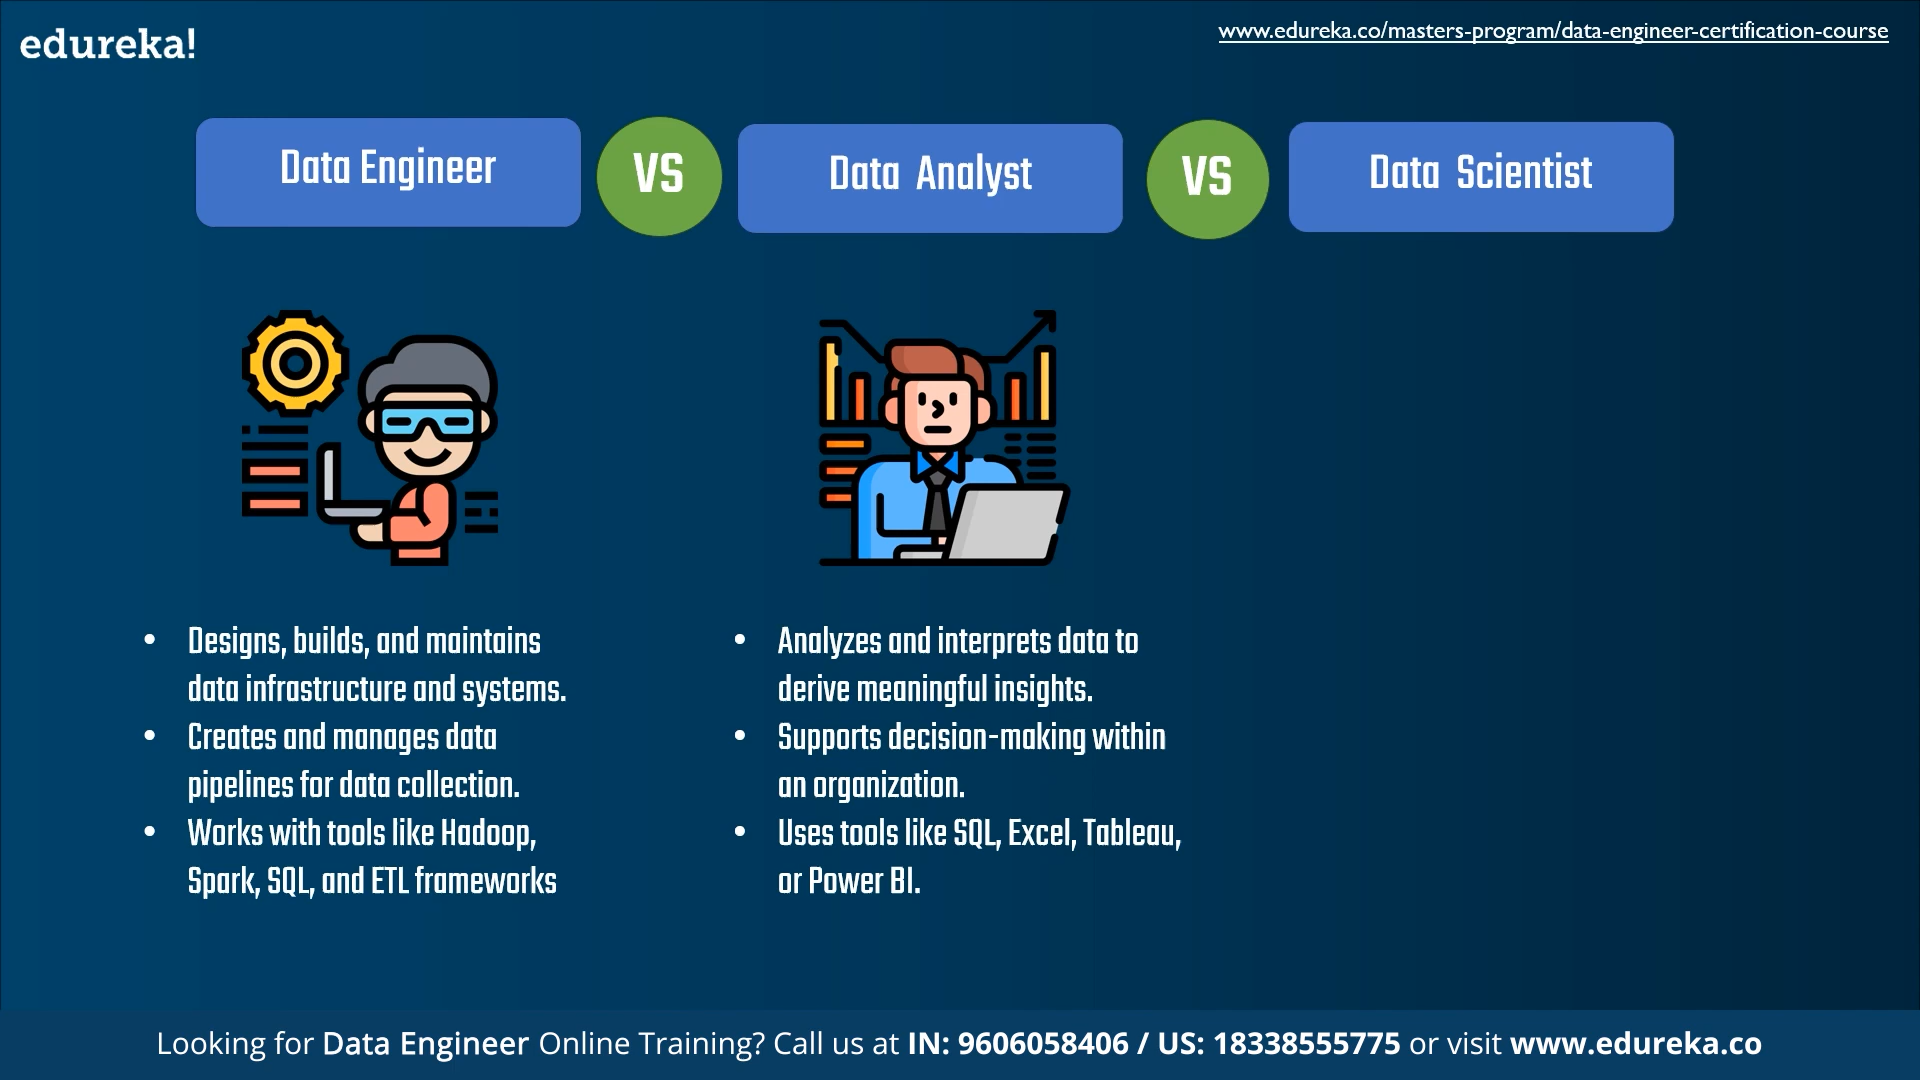 edureka!
www.edureka.co/masters-program/data-engineer-certification-course
Data Engineer
VS
Data Analyst
VS
Data Scientist
• Designs, builds, and maintains
data infrastructure and systems.
• Creates and manages data
pipelines for data collection.
• Works with tools like Hadoop,
Spark, SQL, and ETL frameworks
• Analyzes and interprets data to
derive meaningful insights.
• Supports decision-making within
an organization.
• Uses tools like SQL, Excel, Tableau,
or Power BI.
Looking for Data Engineer Online Training? Call us at IN: 9606058406 / US: 18338555775 or visit www.edureka.co